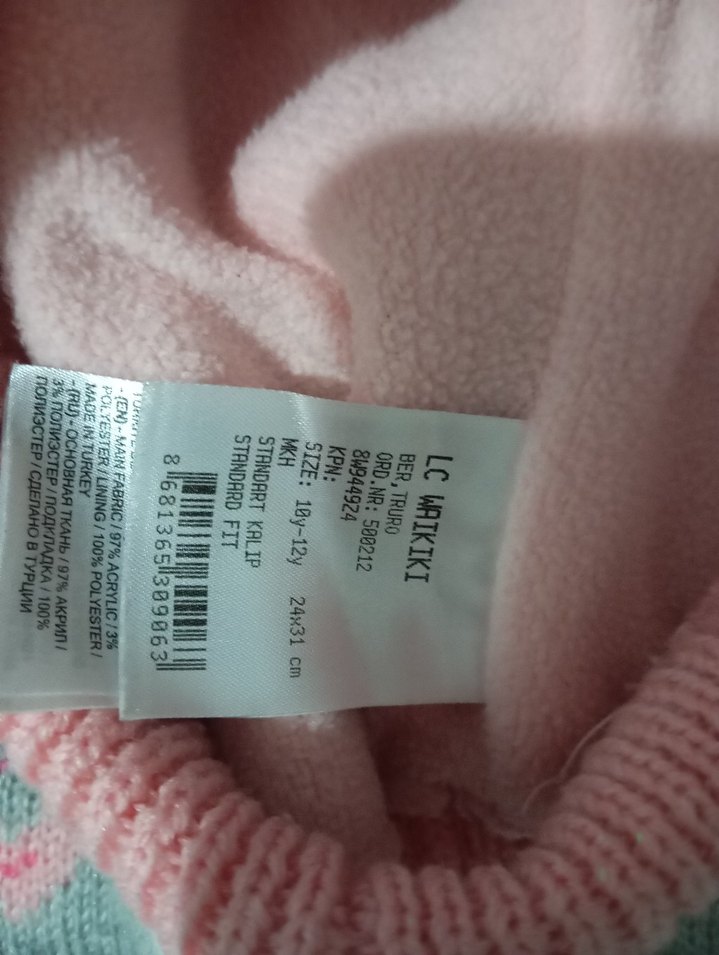 LC WAIKIKI
BER.TRURO
ORD.NR: 500212
8W944924
KPN:
SIZE: 10y-12y 24x31 cm
MKH
STANDART KALIP
STANDARD FIT
8 681365 309063
- (EN) - MAIN FABRIC / 97% ACRYLIC / 3%
POLYESTER / LINING / 100% POLYESTER /
MADE IN TURKEY
- (RU) - ОСНОВНАЯ ТКАНЬ / 97% АКРИЛ /
3% ПОЛИЭСТЕР / ПОДКЛАДКА / 100%
ПОЛИЭСТЕР / СДЕЛАНО В ТУРЦИИ